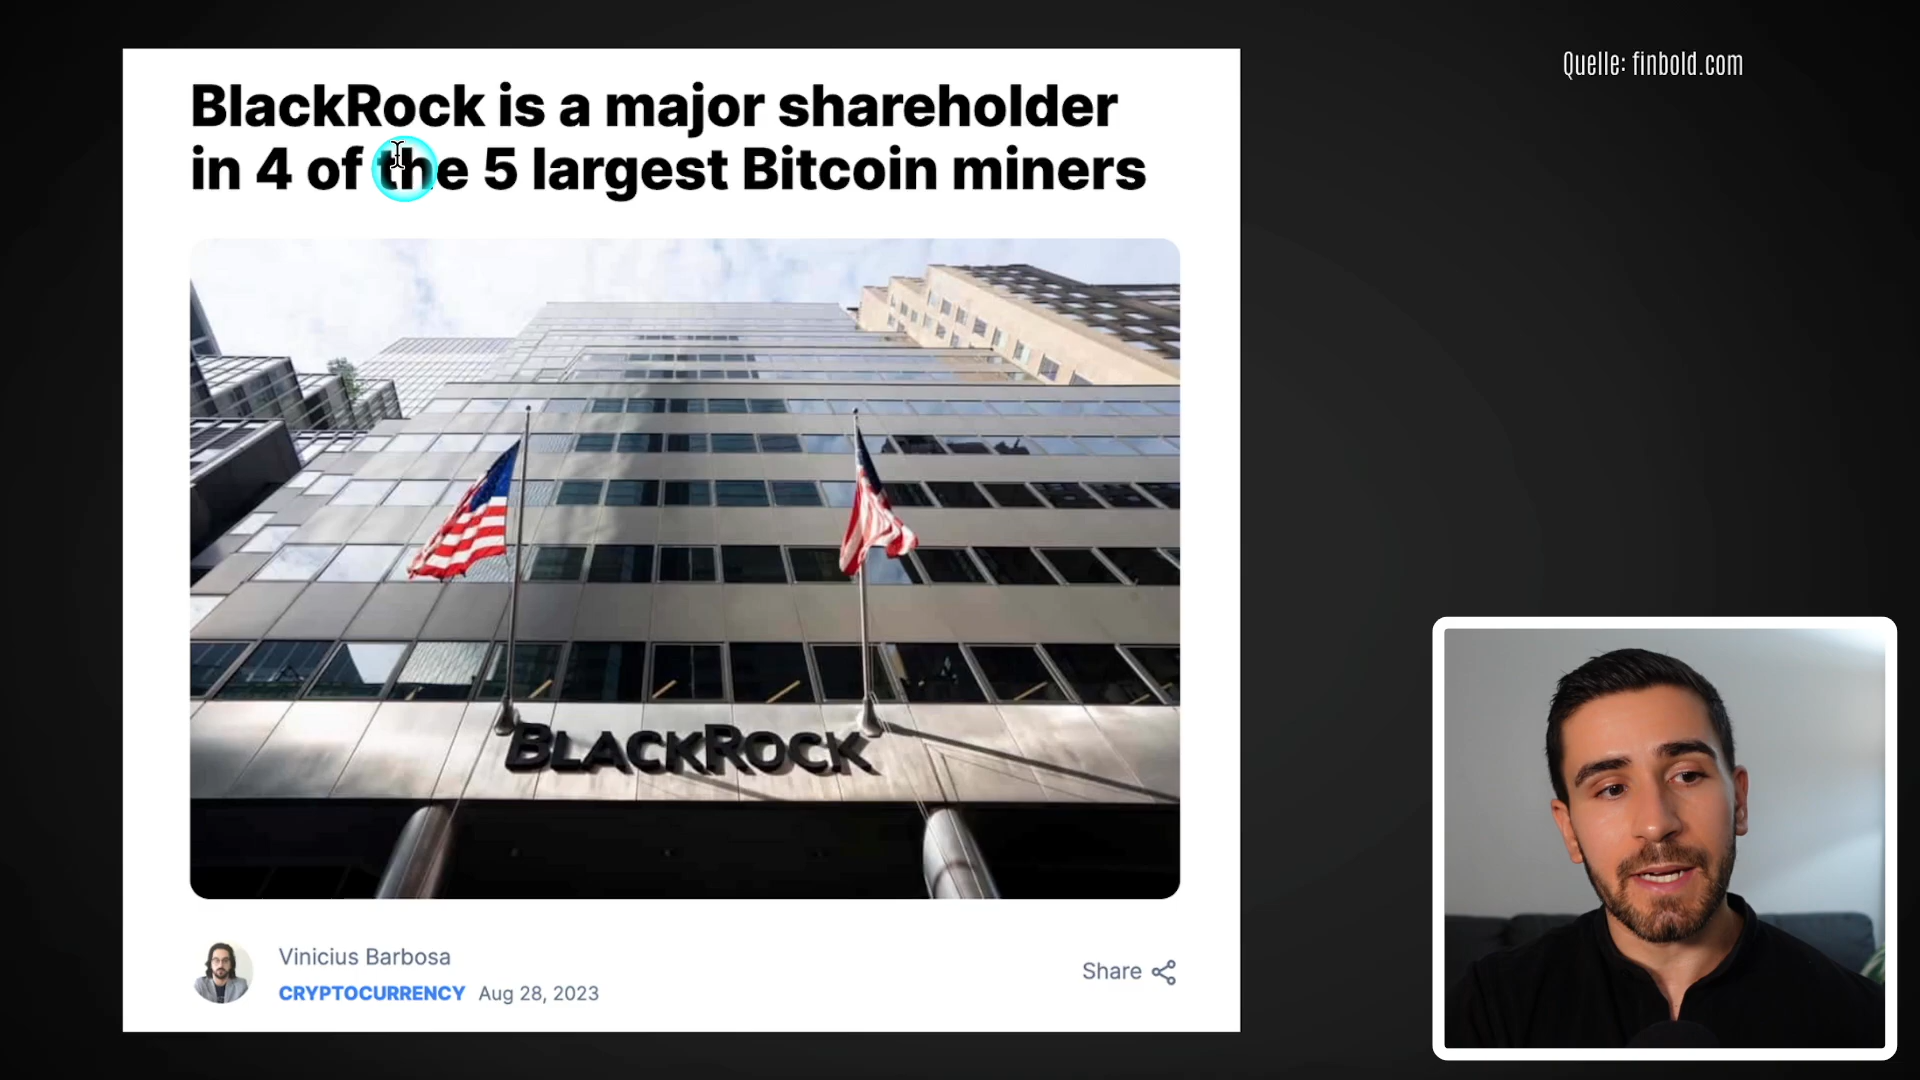 Quelle: finbold.com
BlackRock is a major shareholder
in 4 of the 5 largest Bitcoin miners
BLACKROCK
Vinicius Barbosa
CRYPTOCURRENCY Aug 28, 2023
Share